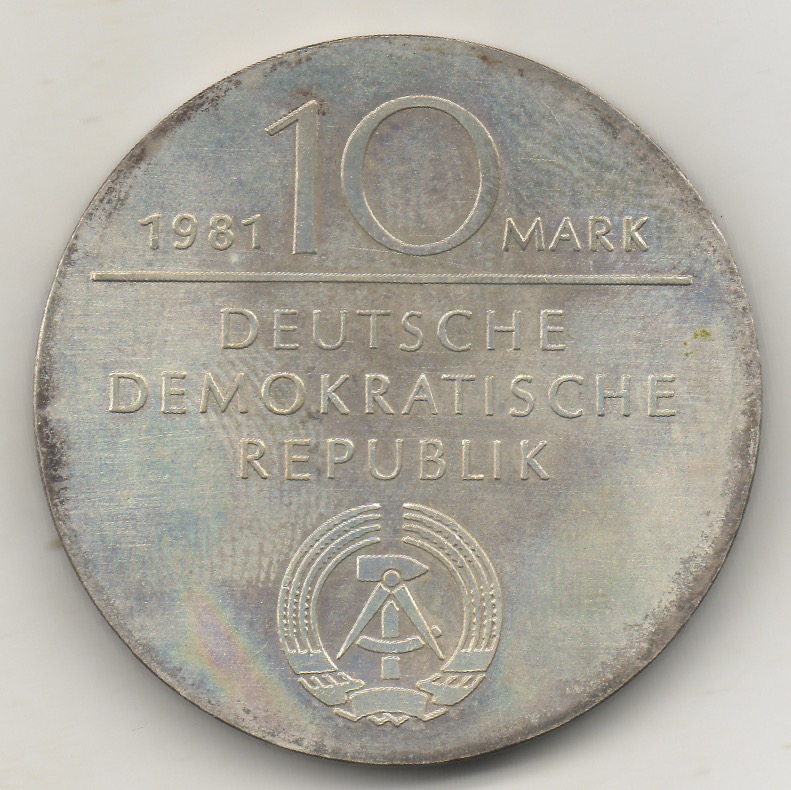 1981 10 MARK
DEUTSCHE
DEMOKRATISCHE
REPUBLIK